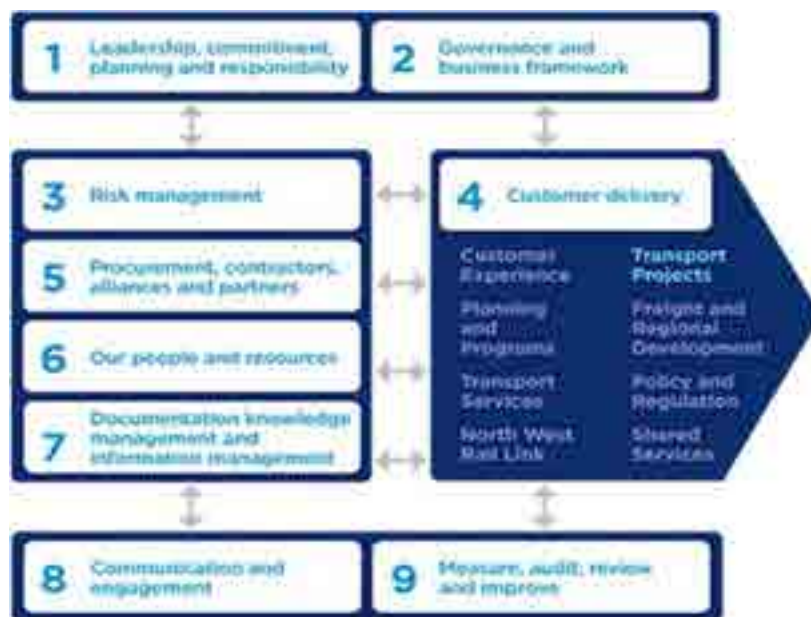 1 Leadership, commitment,
planning and responsibility
2 Governance and
business framework
3 Risk management
4 Customer delivery
5 Procurement, contractors,
alliances and partners
6 Our people and resources
7 Documentation knowledge
management and
information management
Customer
Experience
Transport
Projects
Planning
and
Programs
Freight and
Regional
Development
Transport
Services
Policy and
Regulation
North West
Rail Link
Shared
Services
8 Communication and
engagement
9 Measure, audit, review
and improve